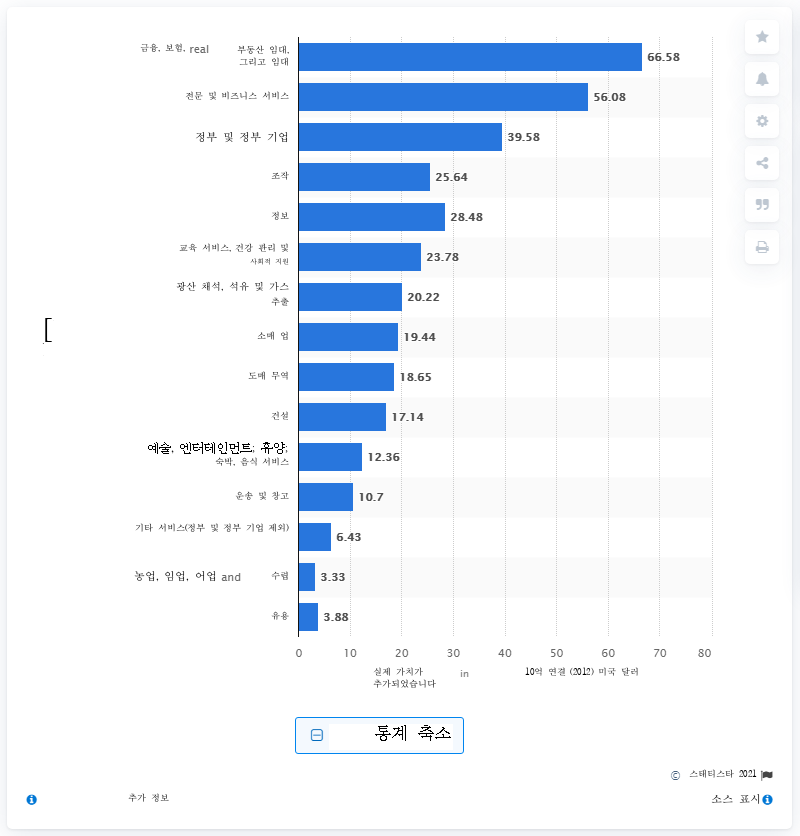 금융, 보험, real 부동산 임대,
그리고 임대
66.58
전문 및 비즈니스 서비스 56.08
정부 및 정부 기업 39.58
조작 25.64
정보 28.48
교육 서비스, 건강 관리 및
사회적 지원
23.78
광산 채석, 석유 및 가스
추출
20.22
[
소매 업 19.44
도매 무역 18.65
건설 17.14
예술, 엔터테인먼트; 휴양;
숙박, 음식 서비스
12.36
운송 및 창고 10.7
기타 서비스(정부 및 정부 기업 제외) 6.43
농업, 임업, 어업 and 수렵 3.33
유용 3.88
0 10 20 30 40 50 60 70 80
실제 가치가 in 10억 연결 (2012) 미국 달러
추가되었습니다
통계 축소
© 스태티스타 2021
추가 정보 소스 표시